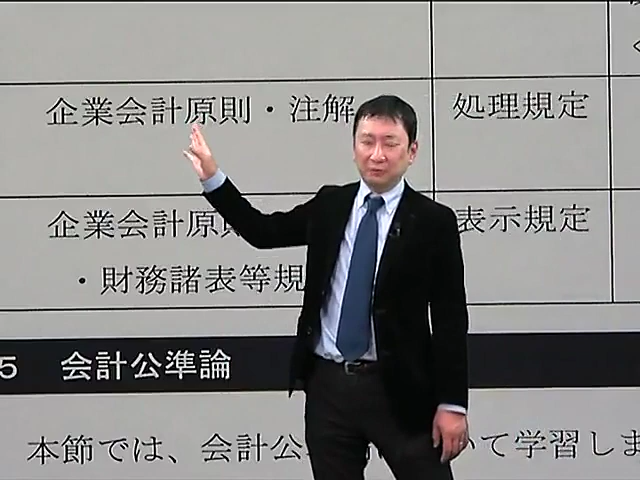 企業会計原則・注解 処理規定
企業会計原 表示規定
・財務諸表等規
5 会計公準論
本節では、会計公 いて学習しま